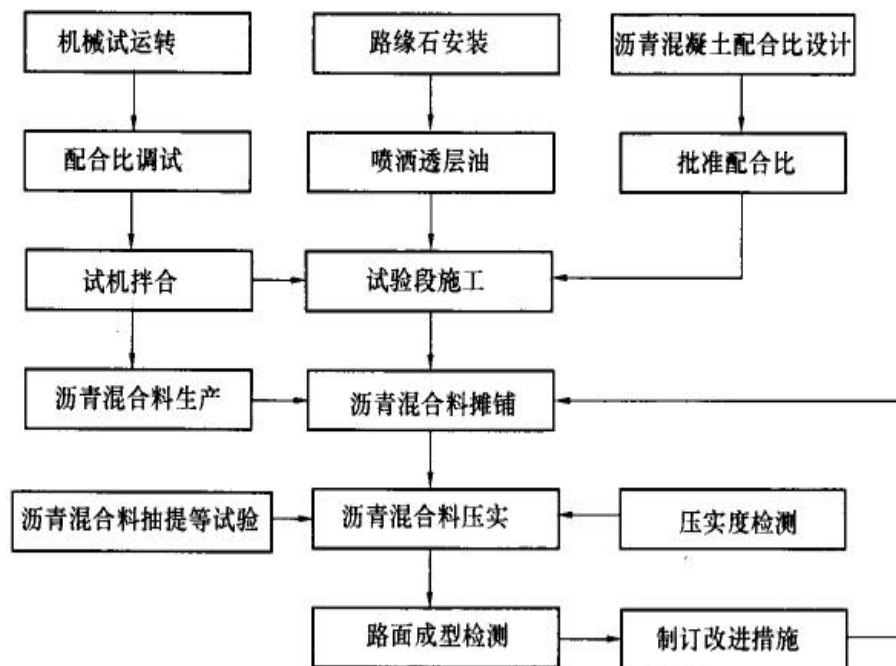 机械试运转
路缘石安装
沥青混凝土配合比设计
配合比调试
喷洒透层油
批准配合比
试机拌合
试验段施工
沥青混合料生产
沥青混合料摊铺
沥青混合料抽提等试验
沥青混合料压实
压实度检测
路面成型检测
制订改进措施